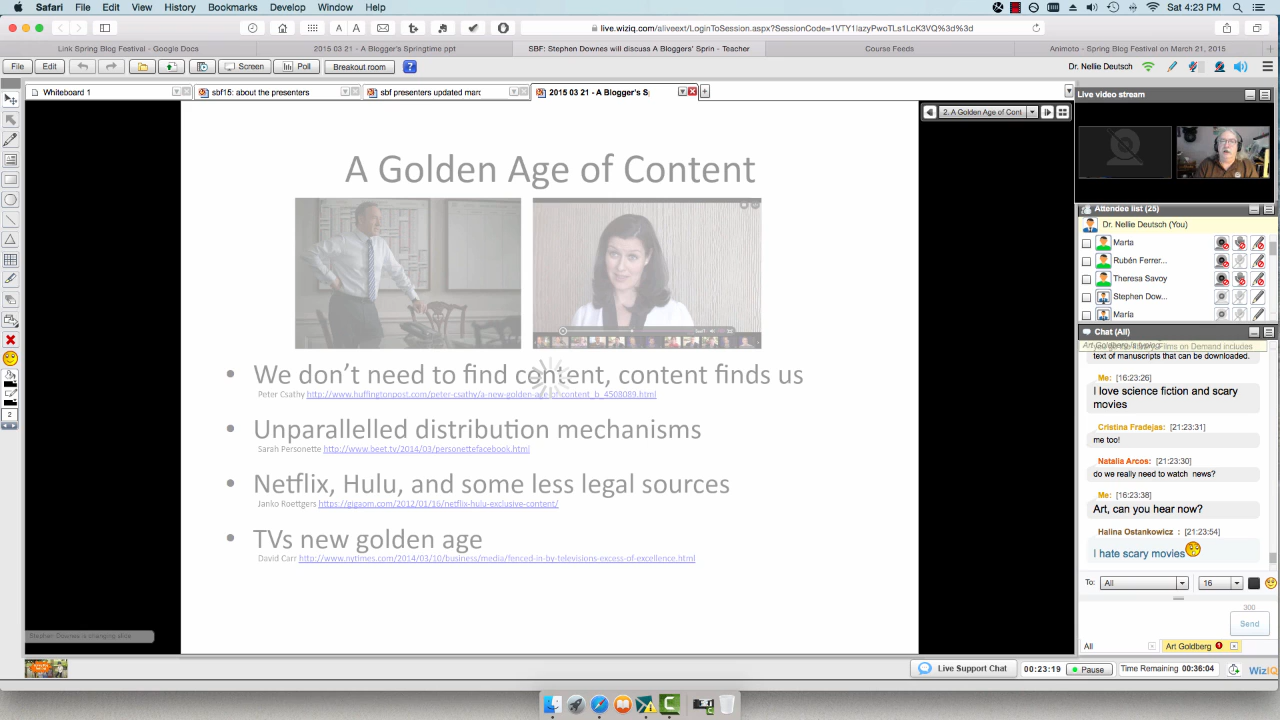 Safari File Edit View History Bookmarks Develop Window Help Sat 4:23 PM
live.wiziq.com/aliveext/LoginToSession.aspx?SessionCode=1VTY1IazyPwoTLs1LcK3VQ%3d%3d
Link Spring Blog Festival - Google Docs
2015 03 21 - A Blogger's Springtime ppt
SBF: Stephen Downes will discuss A Bloggers' Sprin - Teacher
Course Feeds
Animoto - Spring Blog Festival on March 21, 2015
File Edit Screen Poll Breakout room ? Dr. Nellie Deutsch
Whiteboard 1
sbf15: about the presenters
sbf presenters updated marc
2015 03 21 - A Blogger's S
2. A Golden Age of Cont
A Golden Age of Content
• We don't need to find content, content finds us
Peter Csathy http://www.huffingtonpost.com/peter-csathy/a-new-golden-age-of-content_b_4508089.html
• Unparallelled distribution mechanisms
Sarah Personette http://www.beet.tv/2014/03/personettefacebook.html
• Netflix, Hulu, and some less legal sources
Janko Roettgers https://gigaom.com/2012/01/16/netflix-hulu-exclusive-content/
• TVs new golden age
David Carr http://www.nytimes.com/2014/03/10/business/media/fenced-in-by-televisions-excess-of-excellence.html
Stephen Downes is changing slide
2
Live video stream
Attendee list (25)
Dr. Nellie Deutsch (You)
Marta
Rubén Ferrer...
Theresa Savoy
Stephen Dow...
María
Chat (All)
Art Goldberg is typing
text of manuscripts that can be downloaded.
Me: [16:23:26]
I love science fiction and scary
movies
Cristina Fradejas: [21:23:31]
me too!
Natalia Arcos: [21:23:30]
do we really need to watch news?
Me: [16:23:38]
Art, can you hear now?
Halina Ostankowicz : [21:23:54]
I hate scary movies
To: All 16
300
Send
All
Art Goldberg
Live Support Chat 00:23:19 Pause Time Remaining 00:36:04 WizIQ